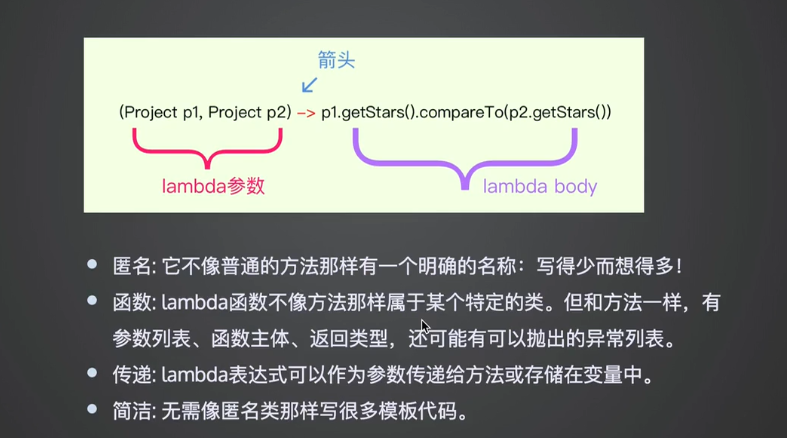 箭头
(Project p1, Project p2) -> p1.getStars().compareTo(p2.getStars())
lambda参数
lambda body
匿名: 它不像普通的方法那样有一个明确的名称：写得少而想得多！
函数: lambda函数不像方法那样属于某个特定的类。但和方法一样，有
参数列表、函数主体、返回类型，还可能有可以抛出的异常列表。
传递: lambda表达式可以作为参数传递给方法或存储在变量中。
简洁: 无需像匿名类那样写很多模板代码。